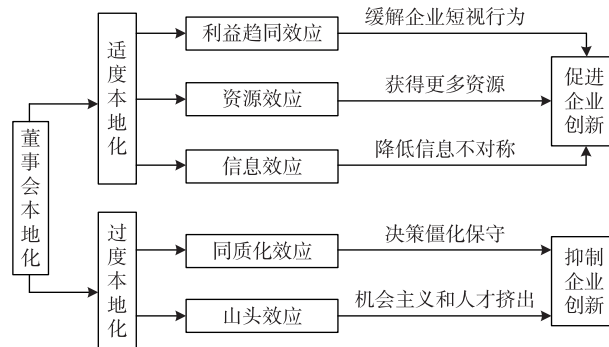 董事会本地化
适度本地化
利益趋同效应
缓解企业短视行为
资源效应
获得更多资源
信息效应
降低信息不对称
促进
企业
创新
过度本地化
同质化效应
决策僵化保守
山头效应
机会主义和人才挤出
抑制
企业
创新